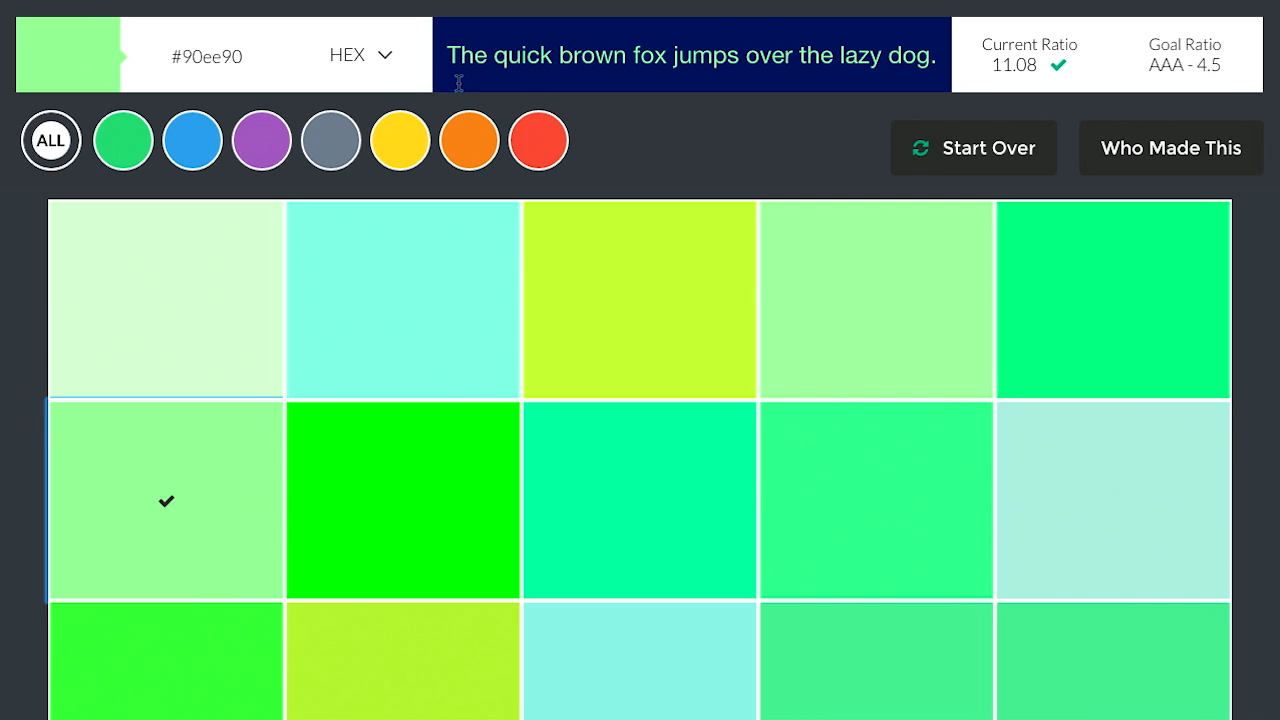 #90ee90
HEX
The quick brown fox jumps over the lazy dog.
Current Ratio
11.08
Goal Ratio
AAA - 4.5
ALL
Start Over
Who Made This